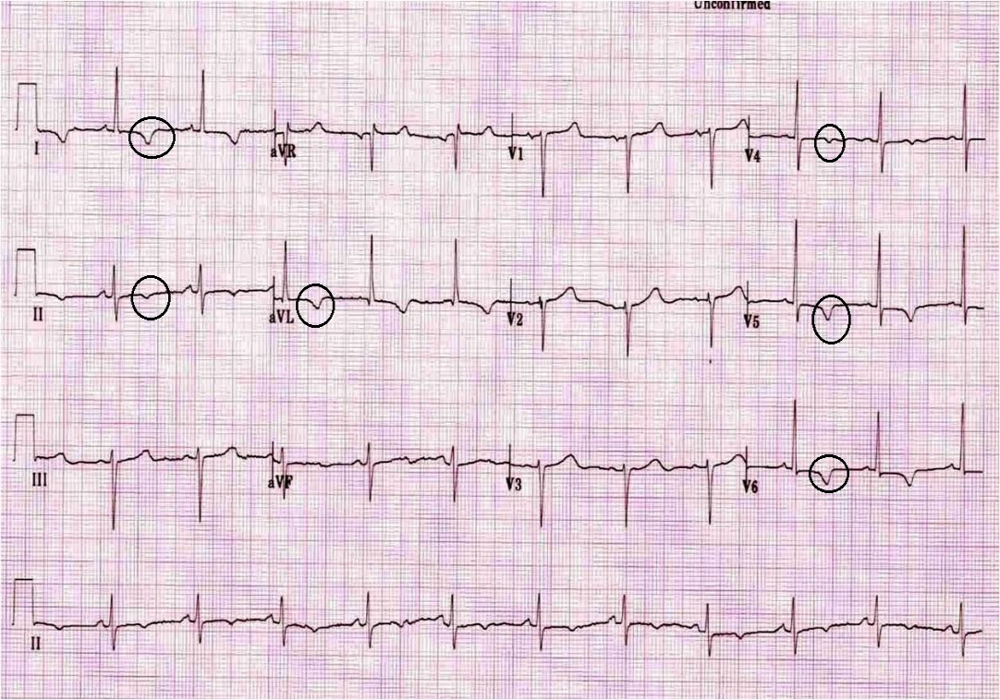 Unconfirmed
I aVR V1 V4
II aVL V2 V5
III aVF V3 V6
II